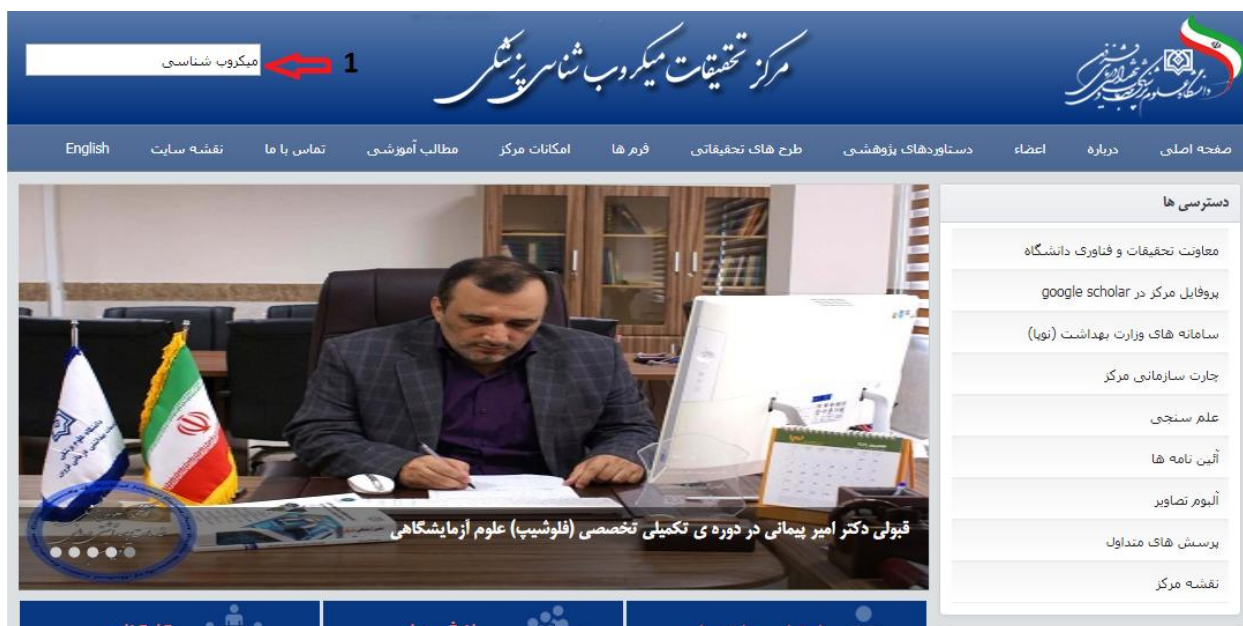 میکروب شناسی
1
مرکز تحقیقات میکروب شناسی پزشکی
صفحه اصلی
درباره
اعضاء
دستاوردهای پژوهشی
طرح های تحقیقاتی
فرم ها
امکانات مرکز
مطالب آموزشی
تماس با ما
نقشه سایت
English
دسترسی ها
معاونت تحقیقات و فناوری دانشگاه
پروفایل مرکز در google scholar
سامانه های وزارت بهداشت (نوپا)
چارت سازمانی مرکز
علم سنجی
آئین نامه ها
آلبوم تصاویر
پرسش های متداول
نقشه مرکز
قبولی دکتر امیر پیمانی در دوره ی تکمیلی تخصصی (فلوشیپ) علوم آزمایشگاهی